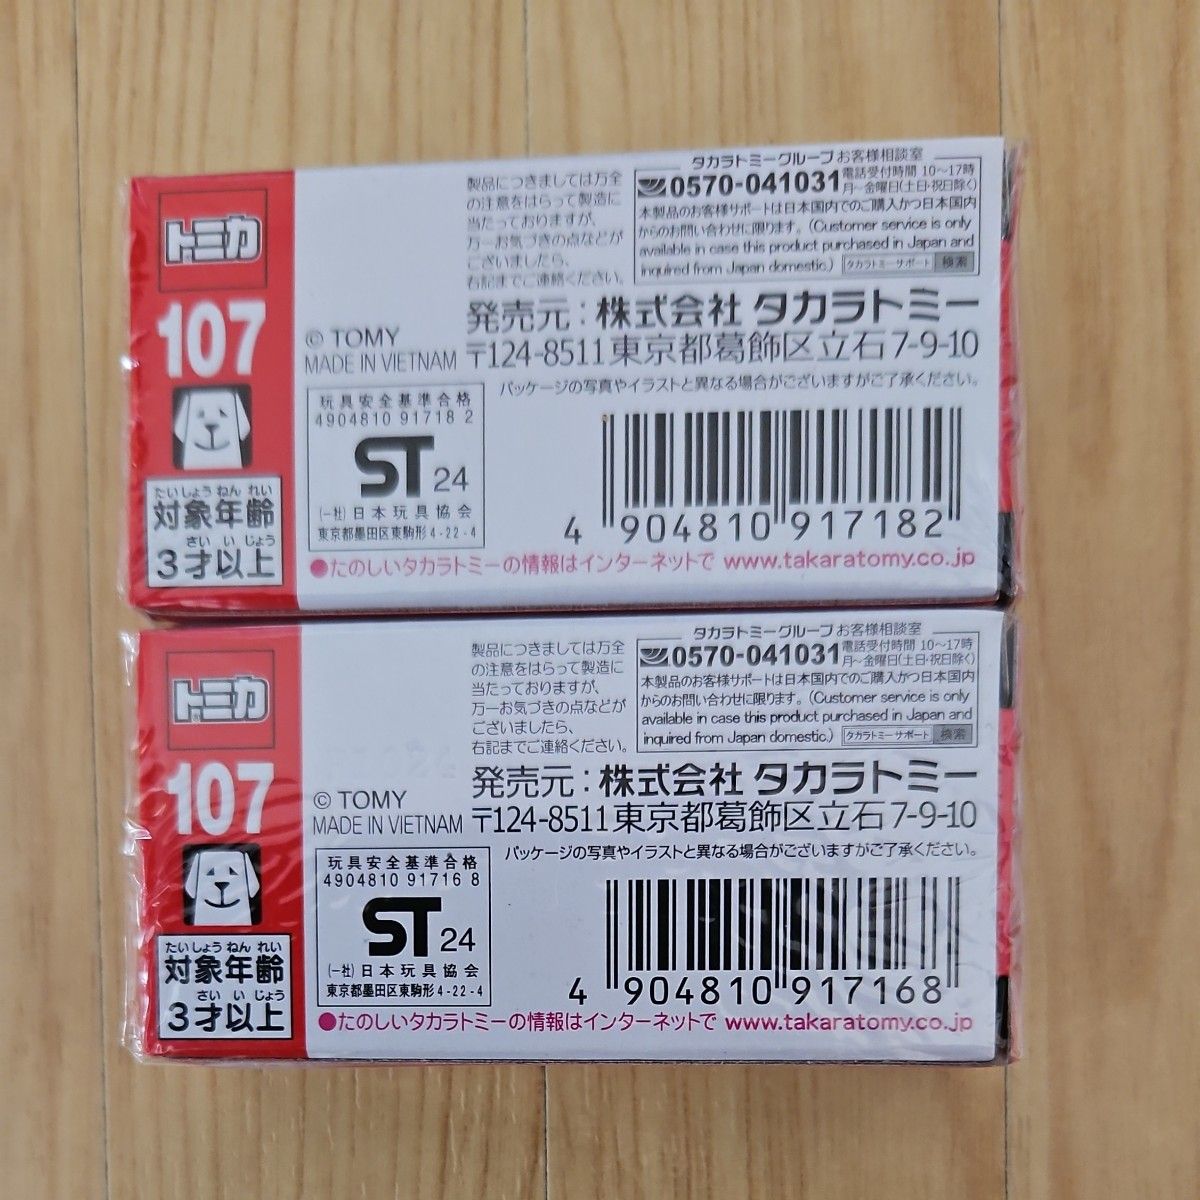 トミカ
107
たいしょう ねん れい
対象年齢
さい い じょう
3才以上
© TOMY
MADE IN VIETNAM
玩具安全基準合格
4904810 91718 2
ST 24
(一社)日本玩具協会
東京都墨田区東駒形4-22-4
製品につきましては万全
の注意をはらって製造に
当たっておりますが、
万一お気づきの点などが
ございましたら、
右記までご連絡ください。
タカラトミーグループお客様相談室
0570-041031 電話受付時間 10〜17時
月〜金曜日(土日・祝日除く)
本製品のお客様サポートは日本国内でのご購入かつ日本国内
からのお問い合わせに限ります。(Customer service is only
available in case this product purchased in Japan and
inquired from Japan domestic.) タカラトミーサポート 検索
発売元:株式会社 タカラトミー
〒124-8511 東京都葛飾区立石7-9-10
パッケージの写真やイラストと異なる場合がございますがご了承ください。
4 904810 917182
●たのしいタカラトミーの情報はインターネットで www.takaratomy.co.jp
トミカ
107
たいしょう ねん れい
対象年齢
さい い じょう
3才以上
© TOMY
MADE IN VIETNAM
玩具安全基準合格
4904810 91716 8
ST 24
(一社)日本玩具協会
東京都墨田区東駒形4-22-4
製品につきましては万全
の注意をはらって製造に
当たっておりますが、
万一お気づきの点などが
ございましたら、
右記までご連絡ください。
タカラトミーグループお客様相談室
0570-041031 電話受付時間 10〜17時
月〜金曜日(土日・祝日除く)
本製品のお客様サポートは日本国内でのご購入かつ日本国内
からのお問い合わせに限ります。(Customer service is only
available in case this product purchased in Japan and
inquired from Japan domestic.) タカラトミーサポート 検索
発売元:株式会社 タカラトミー
〒124-8511 東京都葛飾区立石7-9-10
パッケージの写真やイラストと異なる場合がございますがご了承ください。
4 904810 917168
●たのしいタカラトミーの情報はインターネットで www.takaratomy.co.jp